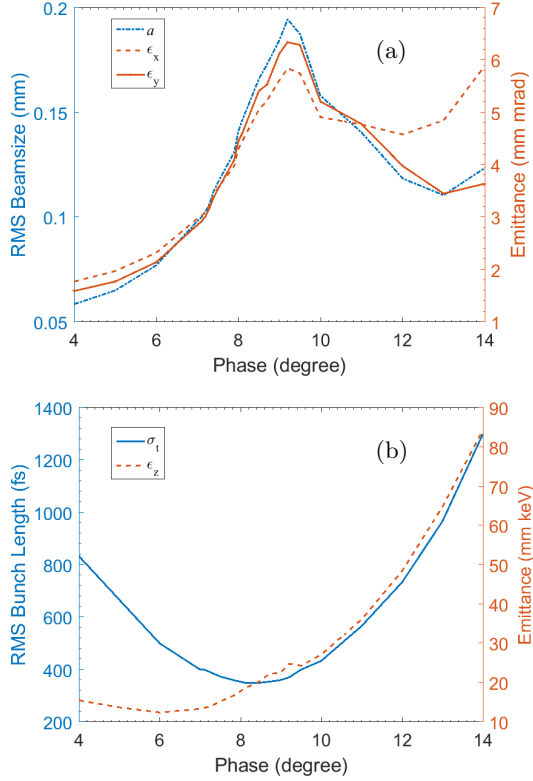 0.2
0.15
0.1
0.05
RMS Beamsize (mm)
a
ϵx
ϵy
(a)
7
6
5
4
3
2
1
Emittance (mm mrad)
4 6 8 10 12 14
Phase (degree)
1400
1200
1000
800
600
400
200
RMS Bunch Length (fs)
σt
ϵz
(b)
90
80
70
60
50
40
30
20
10
Emittance (mm keV)
4 6 8 10 12 14
Phase (degree)